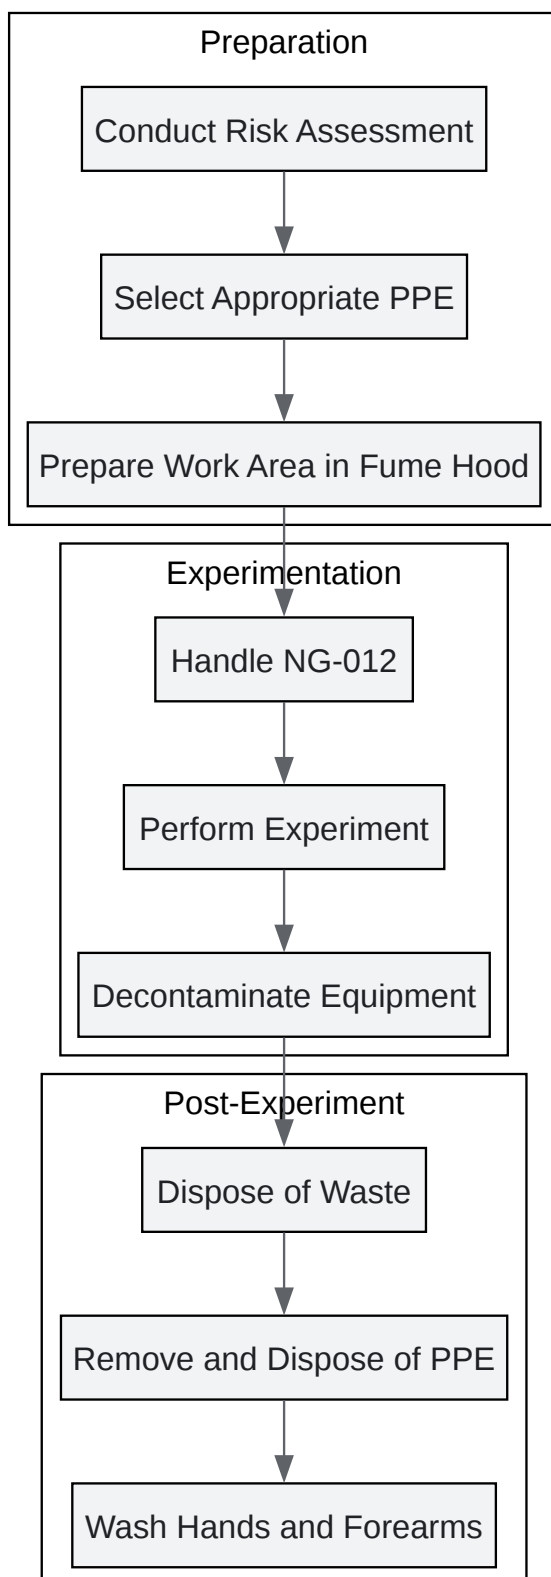 Preparation
Conduct Risk Assessment
Select Appropriate PPE
Prepare Work Area in Fume Hood
Experimentation
Handle NG-012
Perform Experiment
Decontaminate Equipment
Post-Experiment
Dispose of Waste
Remove and Dispose of PPE
Wash Hands and Forearms